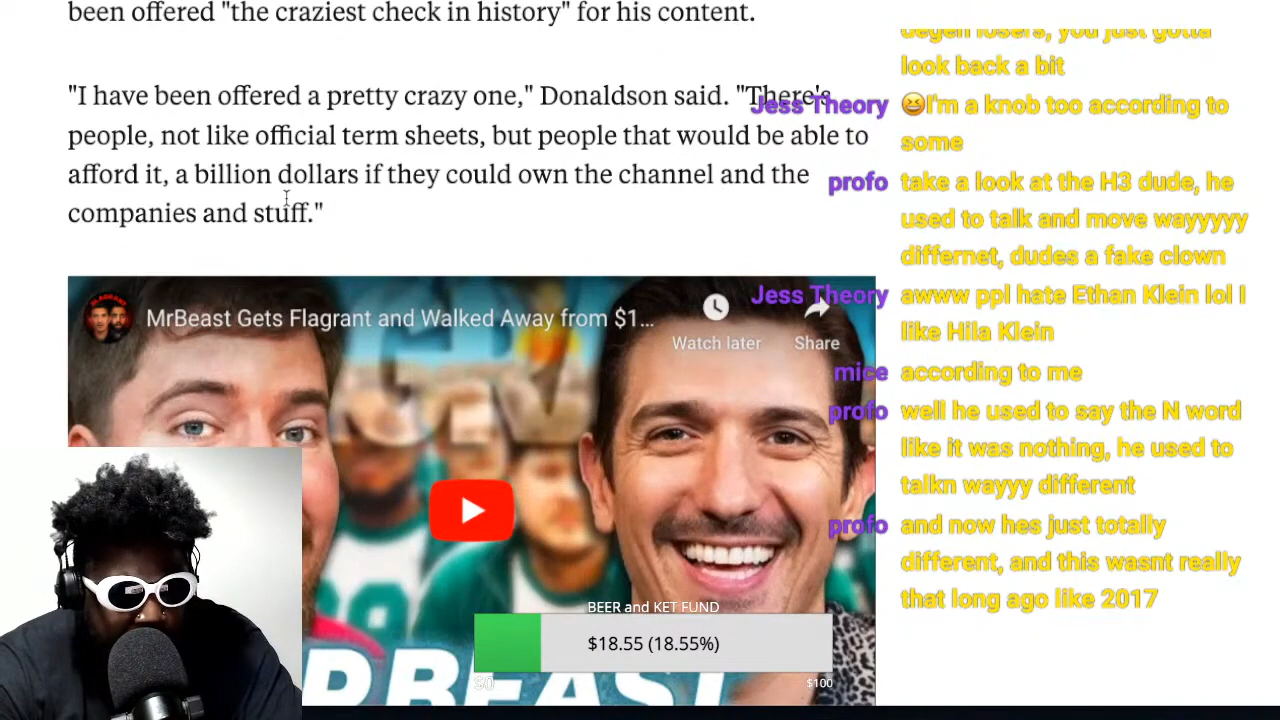 been offered "the craziest check in history" for his content.
"I have been offered a pretty crazy one," Donaldson said. "There's
people, not like official term sheets, but people that would be able to
afford it, a billion dollars if they could own the channel and the
companies and stuff."
MrBeast Gets Flagrant and Walked Away from $1...
Watch later
Share
BEER and KET FUND
$18.55 (18.55%)
$0
$100
degen losers, you just gotta
look back a bit
Jess Theory 😆I'm a knob too according to
some
profo take a look at the H3 dude, he
used to talk and move wayyyyy
differnet, dudes a fake clown
Jess Theory awww ppl hate Ethan Klein lol I
like Hila Klein
mice according to me
profo well he used to say the N word
like it was nothing, he used to
talkn wayyy different
profo and now hes just totally
different, and this wasnt really
that long ago like 2017